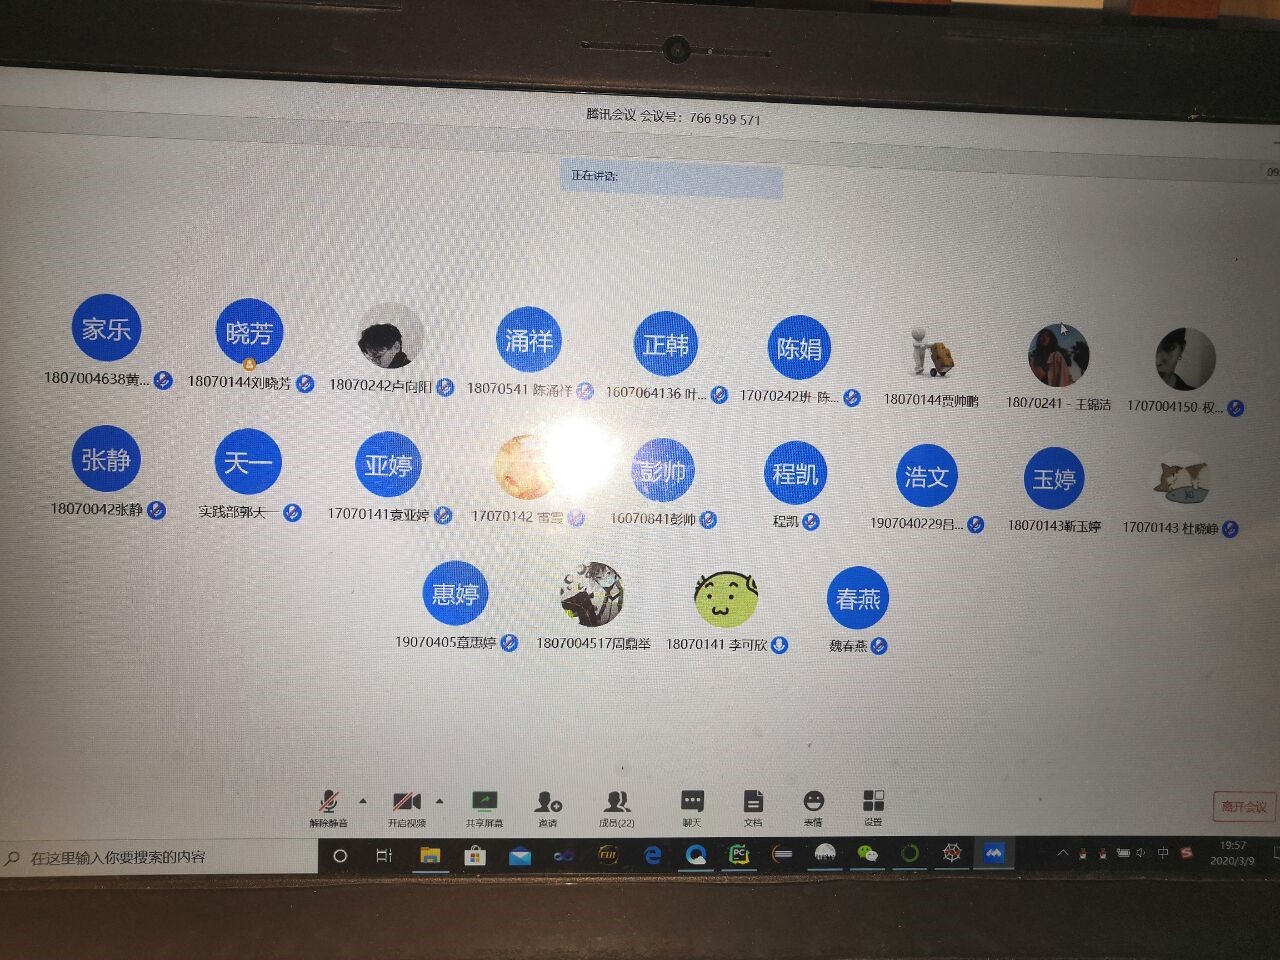 腾讯会议 会议号：766 959 571
正在讲话:
09
家乐 晓芳 涌祥 正韩 陈娟
1807004638黄... 18070144刘晓芳 18070242卢向阳 18070541 陈涌祥 1607064136 叶... 17070242班-陈... 18070144贾帅鹏 18070241 - 王锦洁 1707004150-权...
张静 天一 亚婷 彭帅 程凯 浩文 玉婷
18070042张静 实践部郭天一 17070141袁亚婷 17070142 雷雲 16070841彭帅 程凯 1907040229吕... 18070143靳玉婷 17070143 杜晓峥
惠婷 春燕
19070405章惠婷 1807004517周鼎举 18070141 李可欣 魏春燕
解除静音 开启视频 共享屏幕 邀请 成员(22) 聊天 文档 表情 设置 离开会议
在这里输入你要搜索的内容 PC 中 19:57
2020/3/9